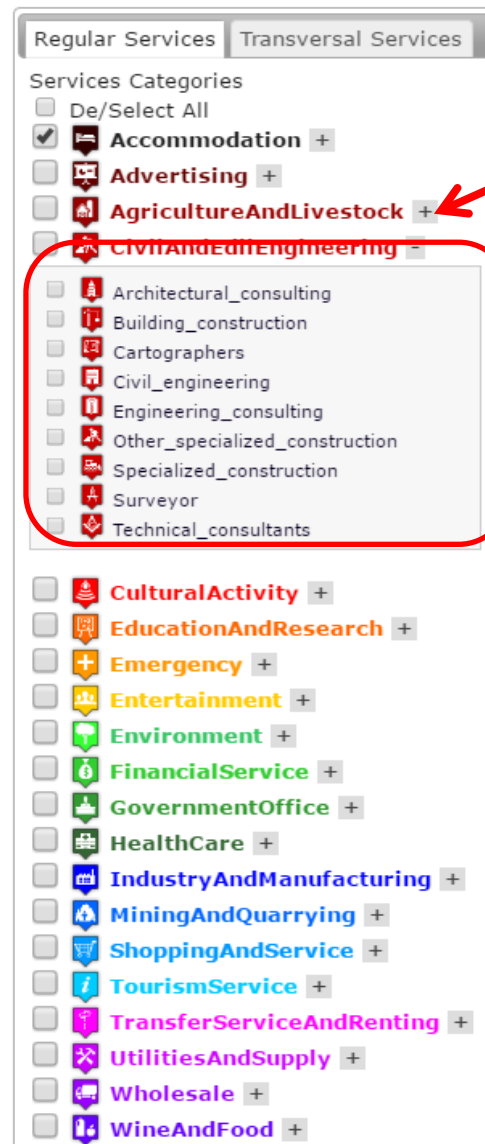 Regular Services Transversal Services
Services Categories
De/Select All
Accommodation +
Advertising +
AgricultureAndLivestock +
CivilAndEdilEngineering -
Architectural_consulting
Building_construction
Cartographers
Civil_engineering
Engineering_consulting
Other_specialized_construction
Specialized_construction
Surveyor
Technical_consultants
CulturalActivity +
EducationAndResearch +
Emergency +
Entertainment +
Environment +
FinancialService +
GovernmentOffice +
HealthCare +
IndustryAndManufacturing +
MiningAndQuarrying +
ShoppingAndService +
TourismService +
TransferServiceAndRenting +
UtilitiesAndSupply +
Wholesale +
WineAndFood +